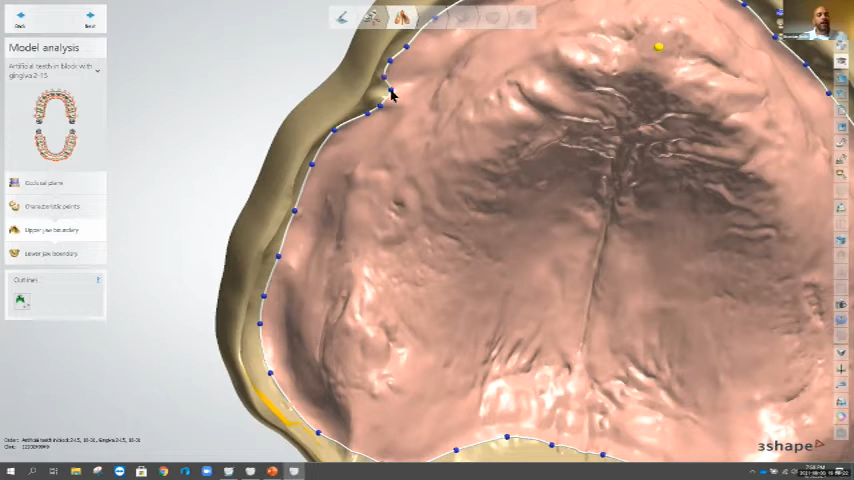 Back
Next
Model analysis
Artificial teeth in block with
gingiva 2-15
Occlusal plane
Characteristic points
Upper jaw boundary
Lower jaw boundary
Outlines
3shape